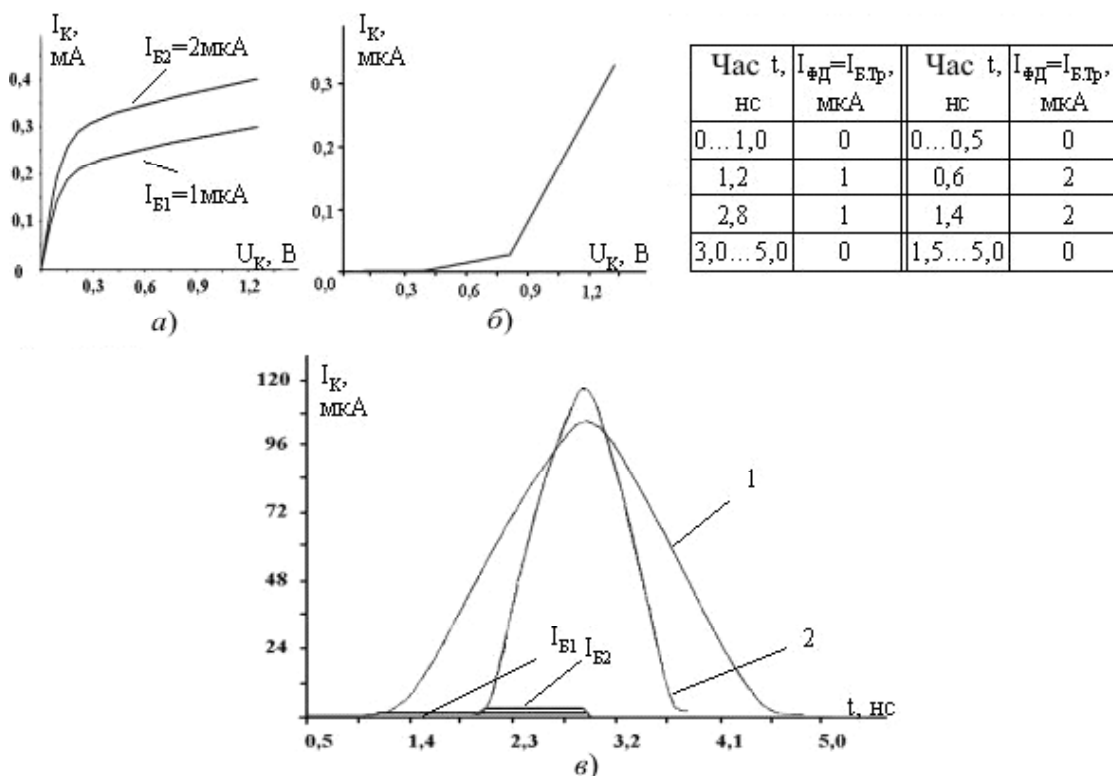 I_К,
мА
I_Б2=2мкА
0,4
0,3
0,2
I_Б1=1мкА
0,1
0
U_К, В
0,3 0,6 0,9 1,2
а)
I_К,
мкА
0,3
0,1
0,0
U_К, В
0,3 0,6 0,9 1,2
б)
Час t, нс I_ФД=I_Б.Тр, мкА Час t, нс I_ФД=I_Б.Тр, мкА
0…1,0 0 0…0,5 0
1,2 1 0,6 2
2,8 1 1,4 2
3,0…5,0 0 1,5…5,0 0
I_К,
мкА
120
96
72
48
24
1
2
I_Б1 I_Б2
t, нс
0,5 1,4 2,3 3,2 4,1 5,0
в)